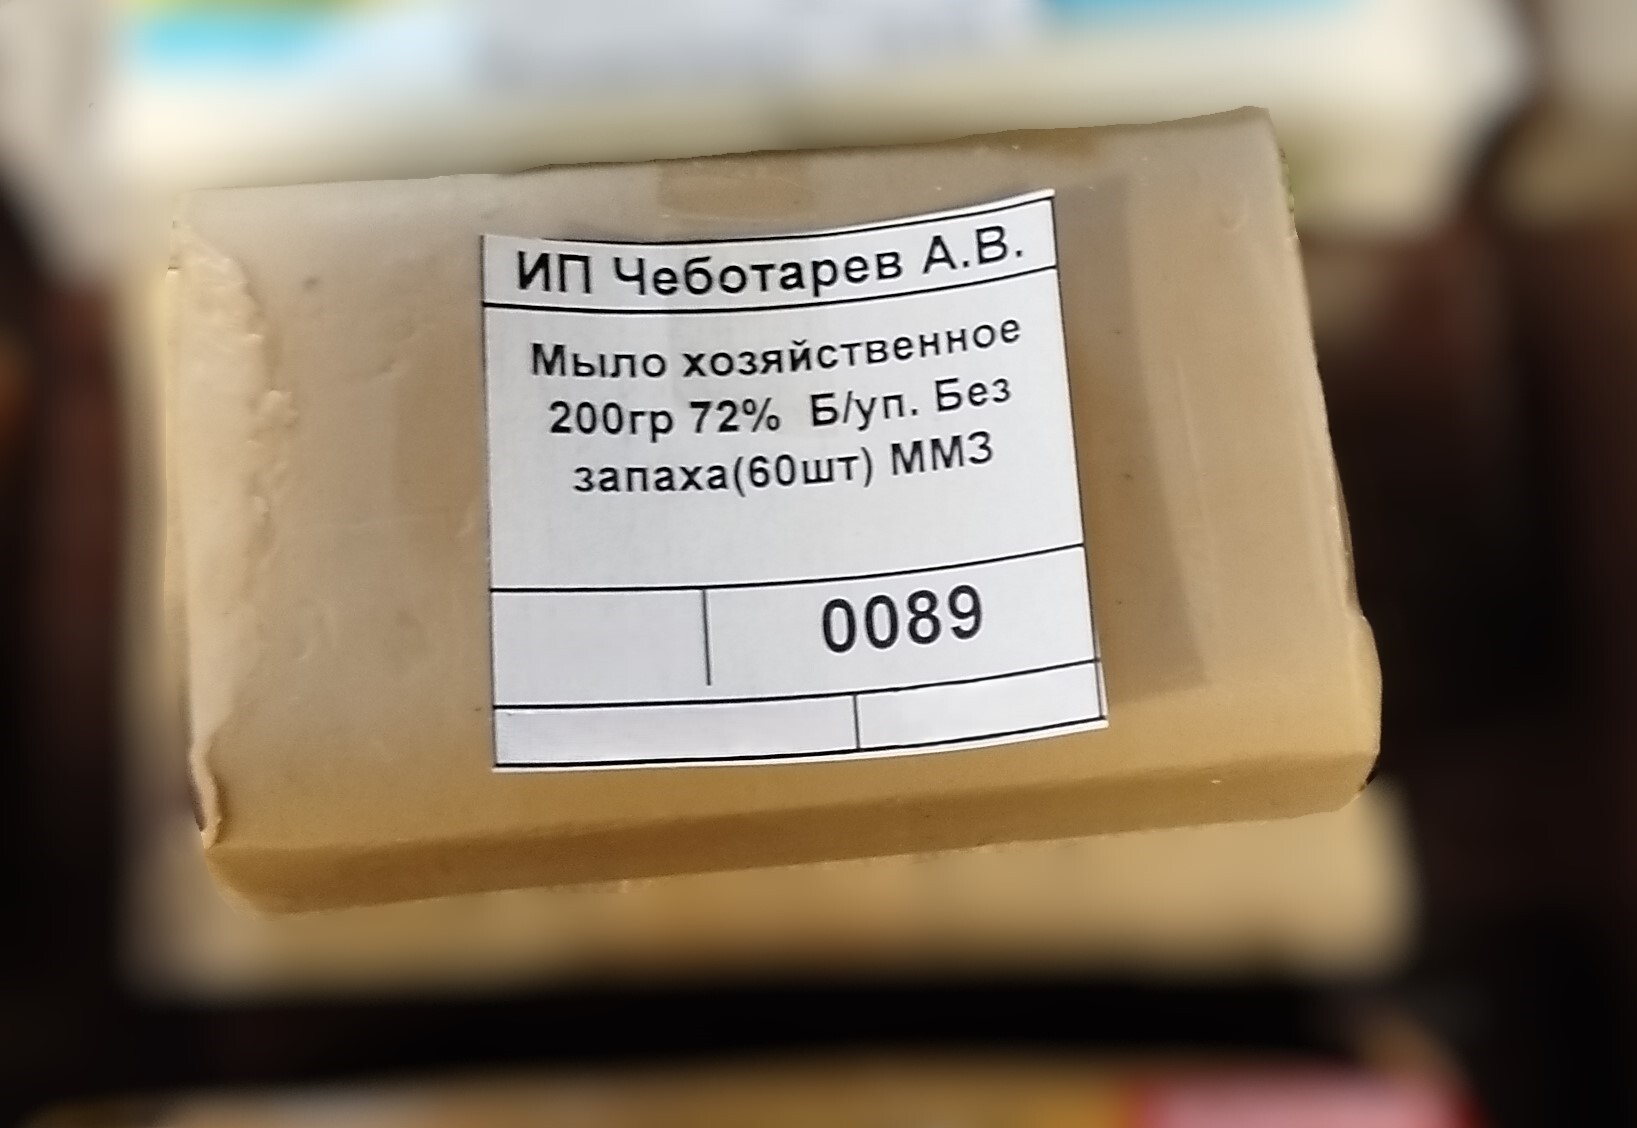 ИП Чеботарев А.В.
Мыло хозяйственное
200гр 72% Б/уп. Без
запаха(60шт) ММЗ
0089